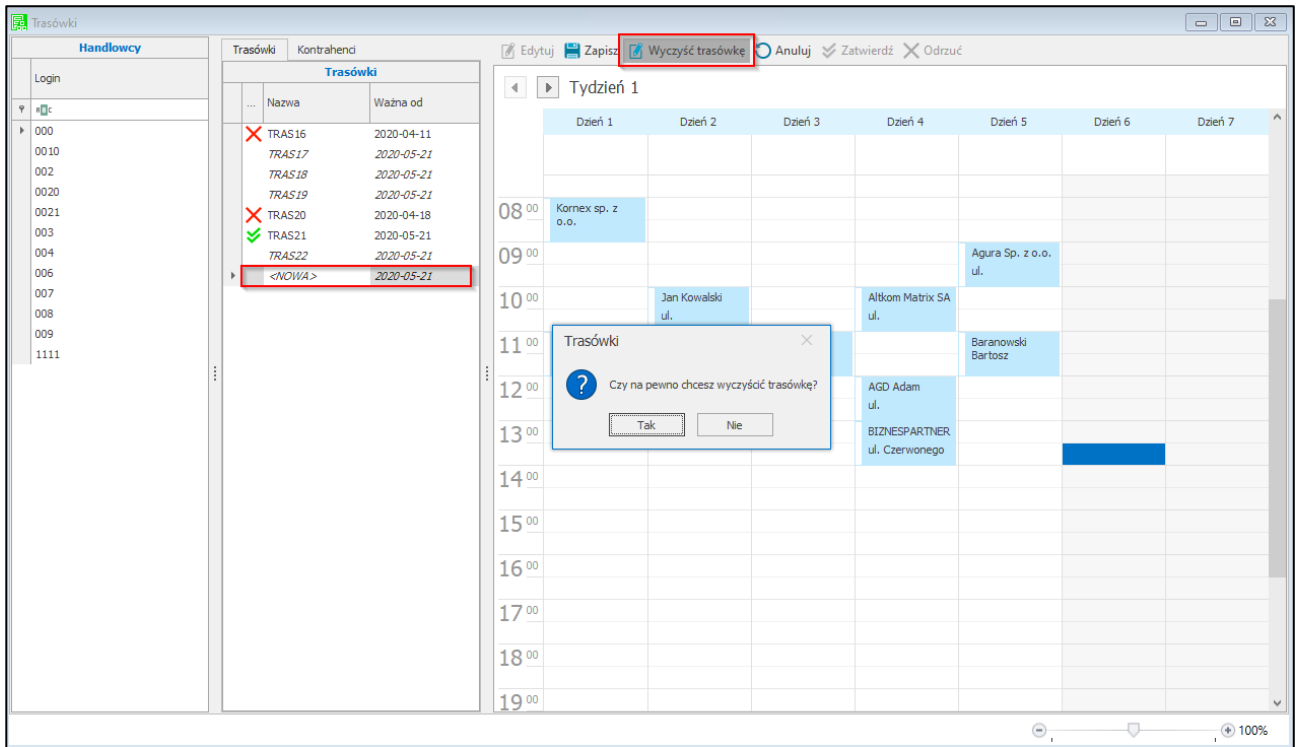 Trasówki
Handlowcy
Login
000
0010
002
0020
0021
003
004
006
007
008
009
1111
Trasówki Kontrahenci
Trasówki
... Nazwa Ważna od
TRAS16 2020-04-11
TRAS17 2020-05-21
TRAS18 2020-05-21
TRAS19 2020-05-21
TRAS20 2020-04-18
TRAS21 2020-05-21
TRAS22 2020-05-21
<NOWA> 2020-05-21
Edytuj Zapisz Wyczyść trasówkę Anuluj Zatwierdź Odrzuć
Tydzień 1
Dzień 1 Dzień 2 Dzień 3 Dzień 4 Dzień 5 Dzień 6 Dzień 7
08 00 Kornex sp. z
o.o.
09 00 Agura Sp. z o.o.
ul.
10 00 Jan Kowalski Altkom Matrix SA
ul. ul.
11 00 Baranowski
Bartosz
12 00 AGD Adam
ul.
13 00 BIZNESPARTNER
ul. Czerwonego
14 00
15 00
16 00
17 00
18 00
19 00
Trasówki
Czy na pewno chcesz wyczyścić trasówkę?
Tak Nie
100%